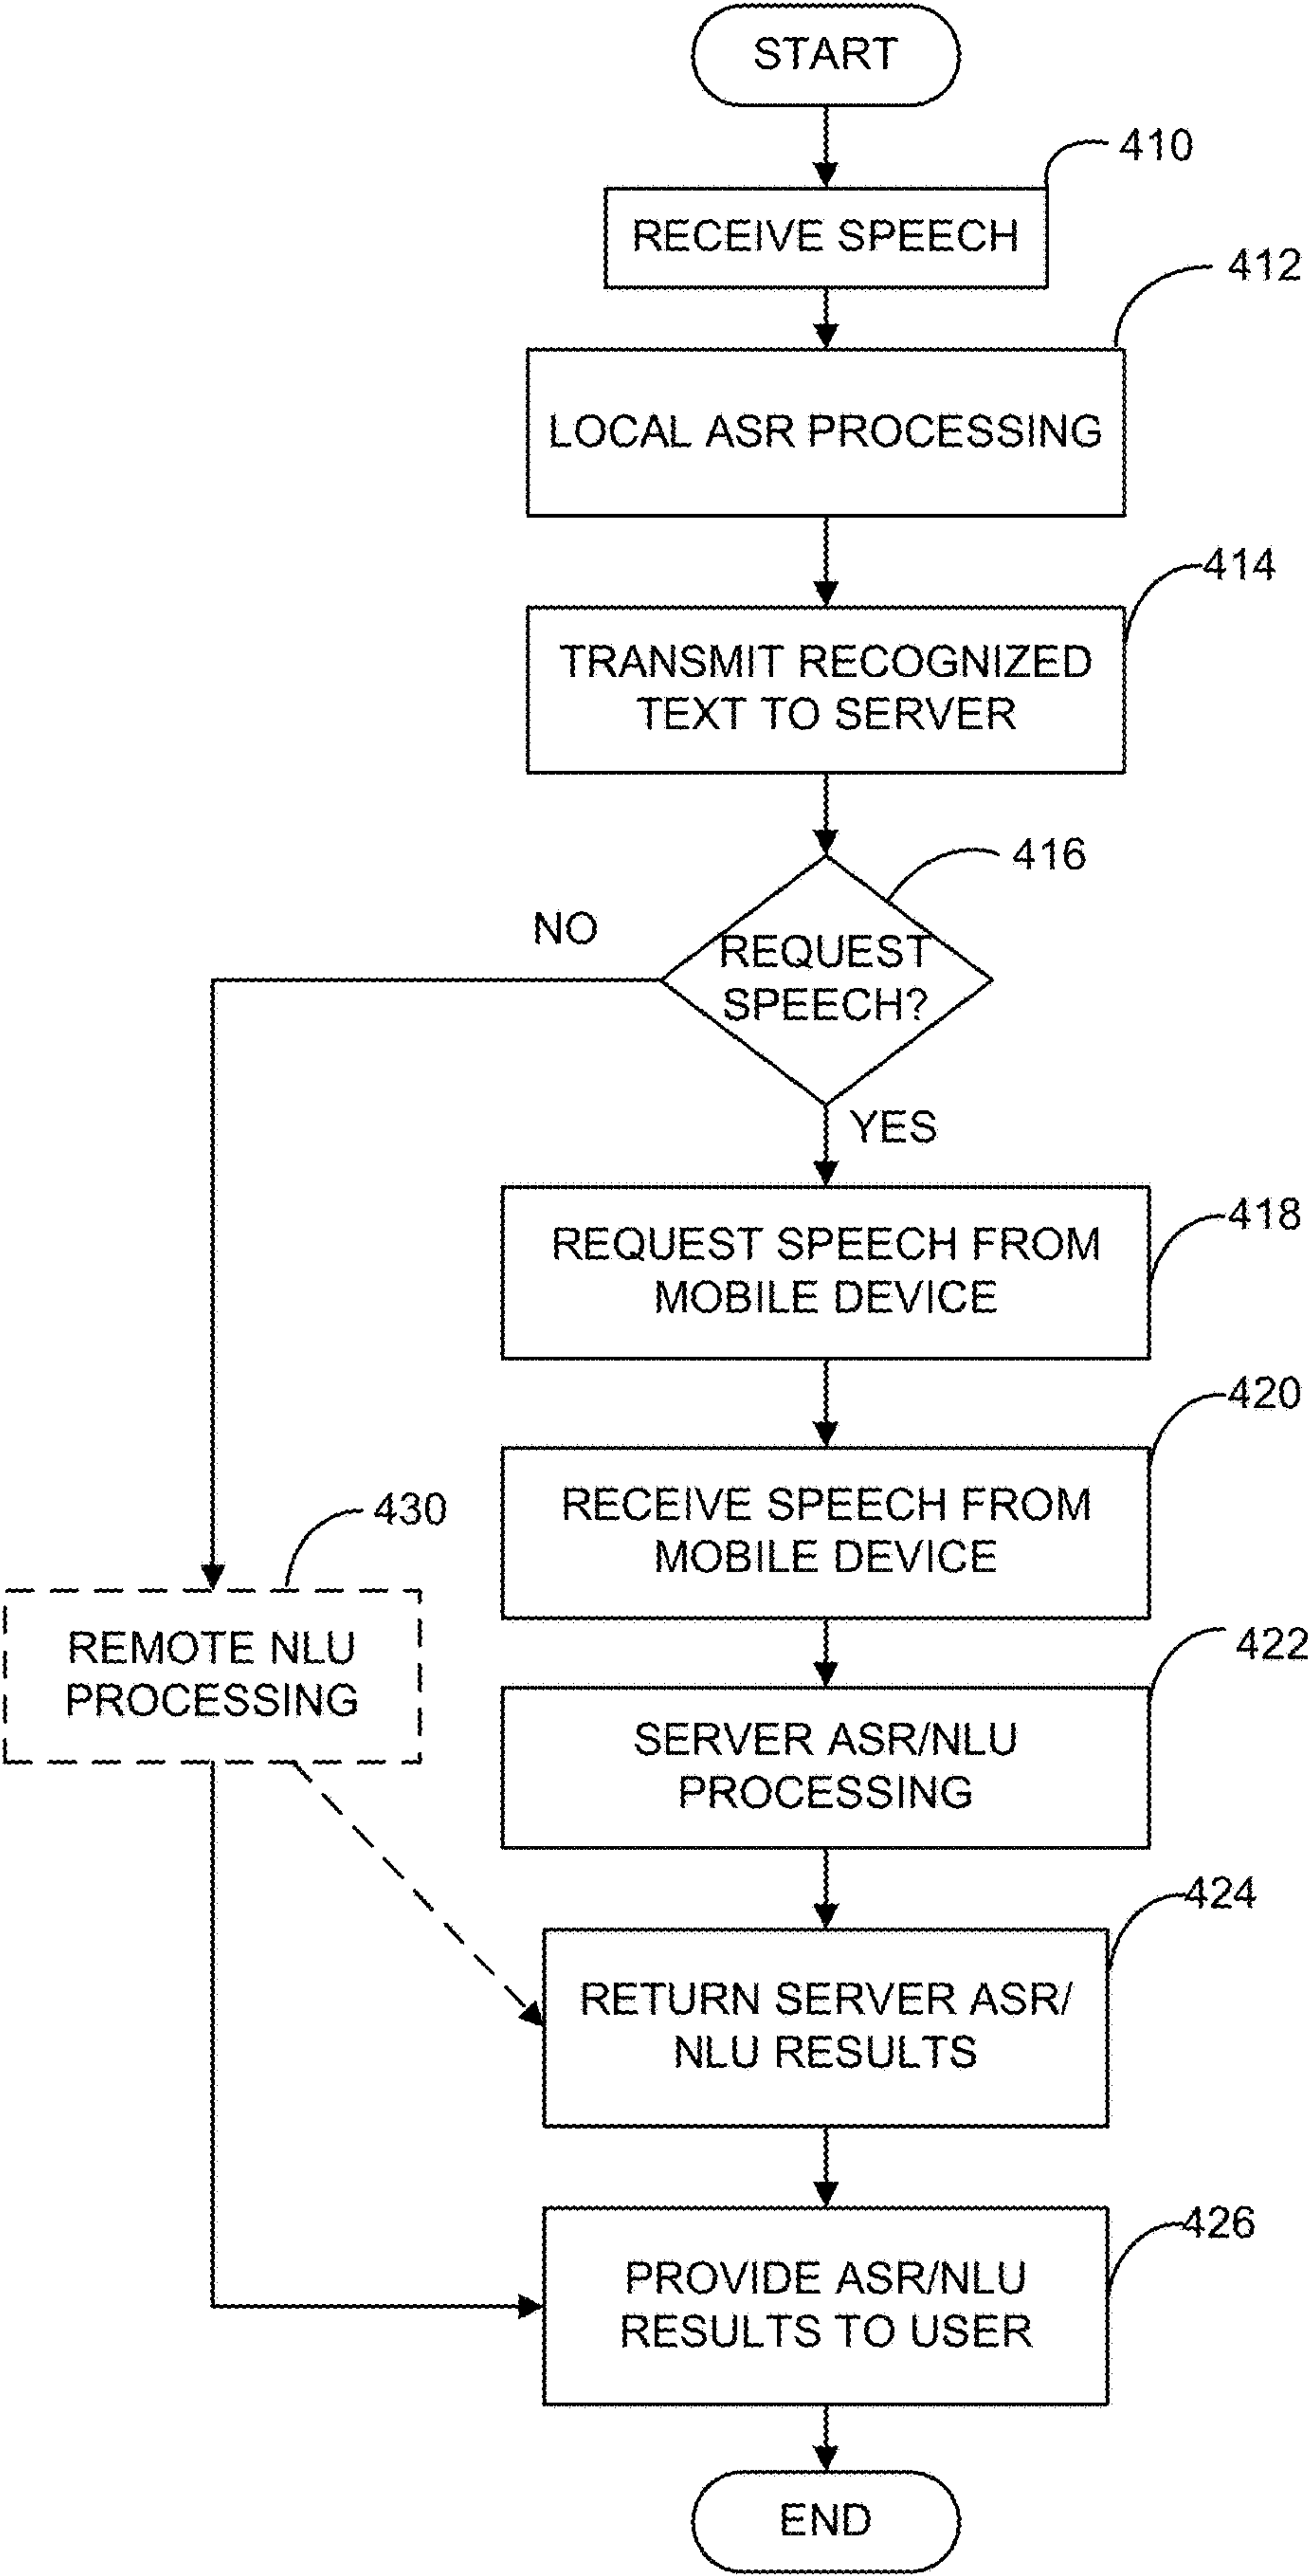 START
410
RECEIVE SPEECH
412
LOCAL ASR PROCESSING
414
TRANSMIT RECOGNIZED
TEXT TO SERVER
416
NO
REQUEST
SPEECH?
YES
418
REQUEST SPEECH FROM
MOBILE DEVICE
420
RECEIVE SPEECH FROM
MOBILE DEVICE
430
REMOTE NLU
PROCESSING
422
SERVER ASR/NLU
PROCESSING
424
RETURN SERVER ASR/
NLU RESULTS
426
PROVIDE ASR/NLU
RESULTS TO USER
END